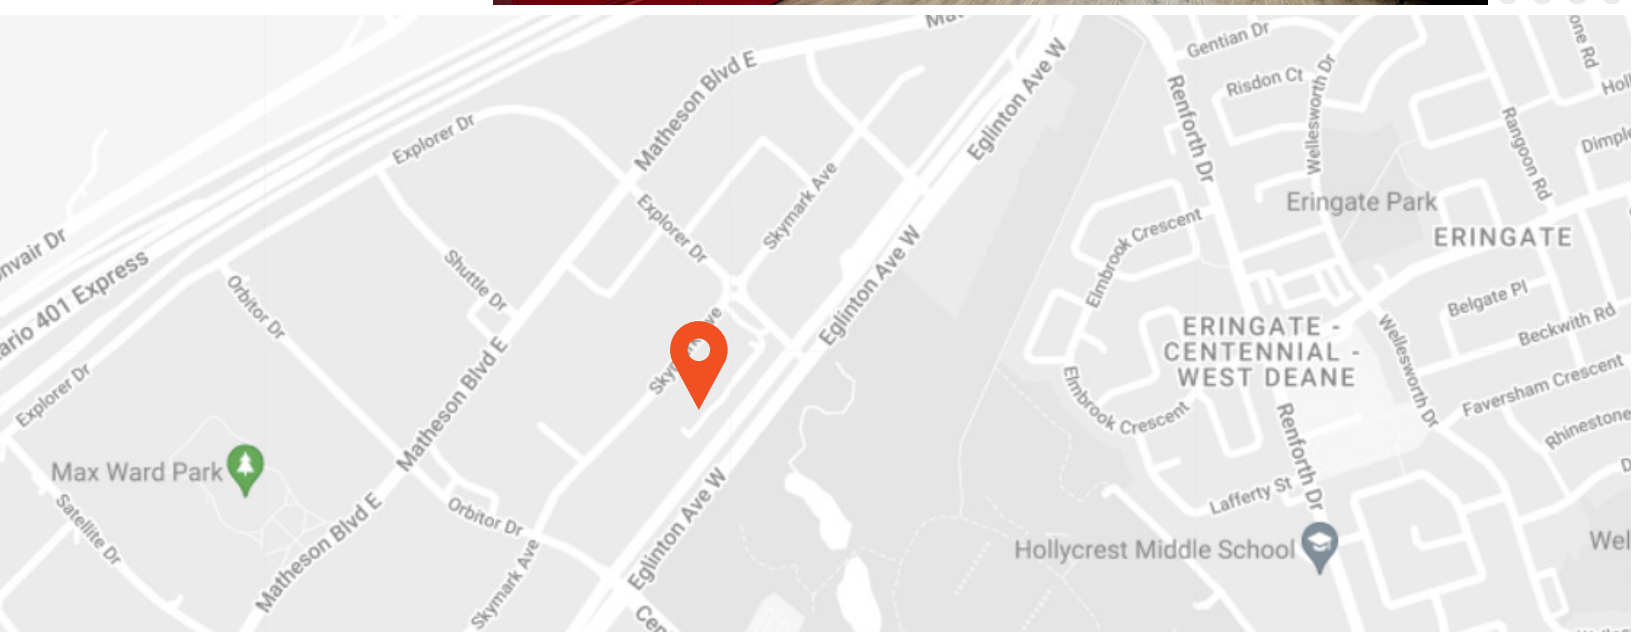 Gentian Dr
Matheson Blvd E
Eglinton Ave W
Renforth Dr
Risdon Ct
Wellesworth Dr
one Rd
Explorer Dr
Rangoon Rd
Skymark Ave
Eringate Park
Explorer Dr
Elmbrook Crescent
ERINGATE
nvair Dr
ario 401 Express
Shuttle Dr
Orbitor Dr
Eglinton Ave W
Belgate Pl
Beckwith Rd
ERINGATE -
CENTENNIAL -
WEST DEANE
Wellesworth Dr
Matheson Blvd E
Explorer Dr
Elmbrook Crescent
Faversham Crescent
Rhinestone
Renforth Dr
Max Ward Park
Lafferty St
Orbitor Dr
Satellite Dr
Matheson Blvd E
Eglinton Ave W
Skymark Ave
Hollycrest Middle School
Wel